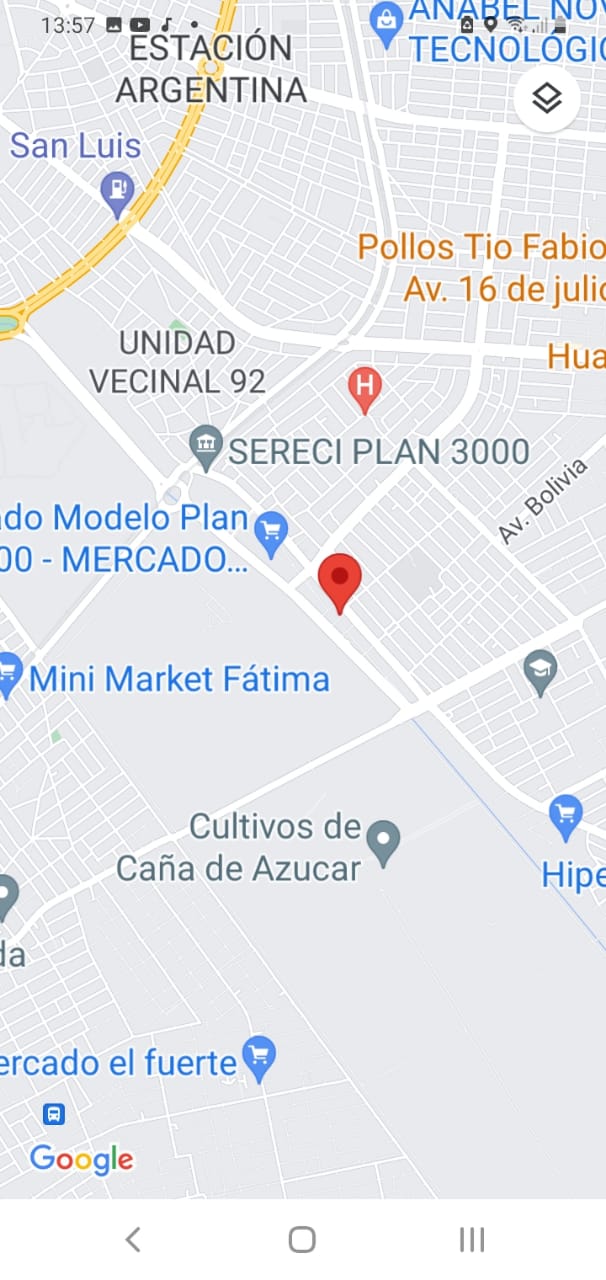 13:57
ANABEL NOV
TECNOLOGIC
ESTACIÓN
ARGENTINA
San Luis
Pollos Tio Fabio
Av. 16 de julio
Hua
UNIDAD
VECINAL 92
H
SERECI PLAN 3000
Av. Bolivia
do Modelo Plan
00 - MERCADO...
Mini Market Fátima
Cultivos de
Caña de Azucar
Hipe
da
ercado el fuerte
Google